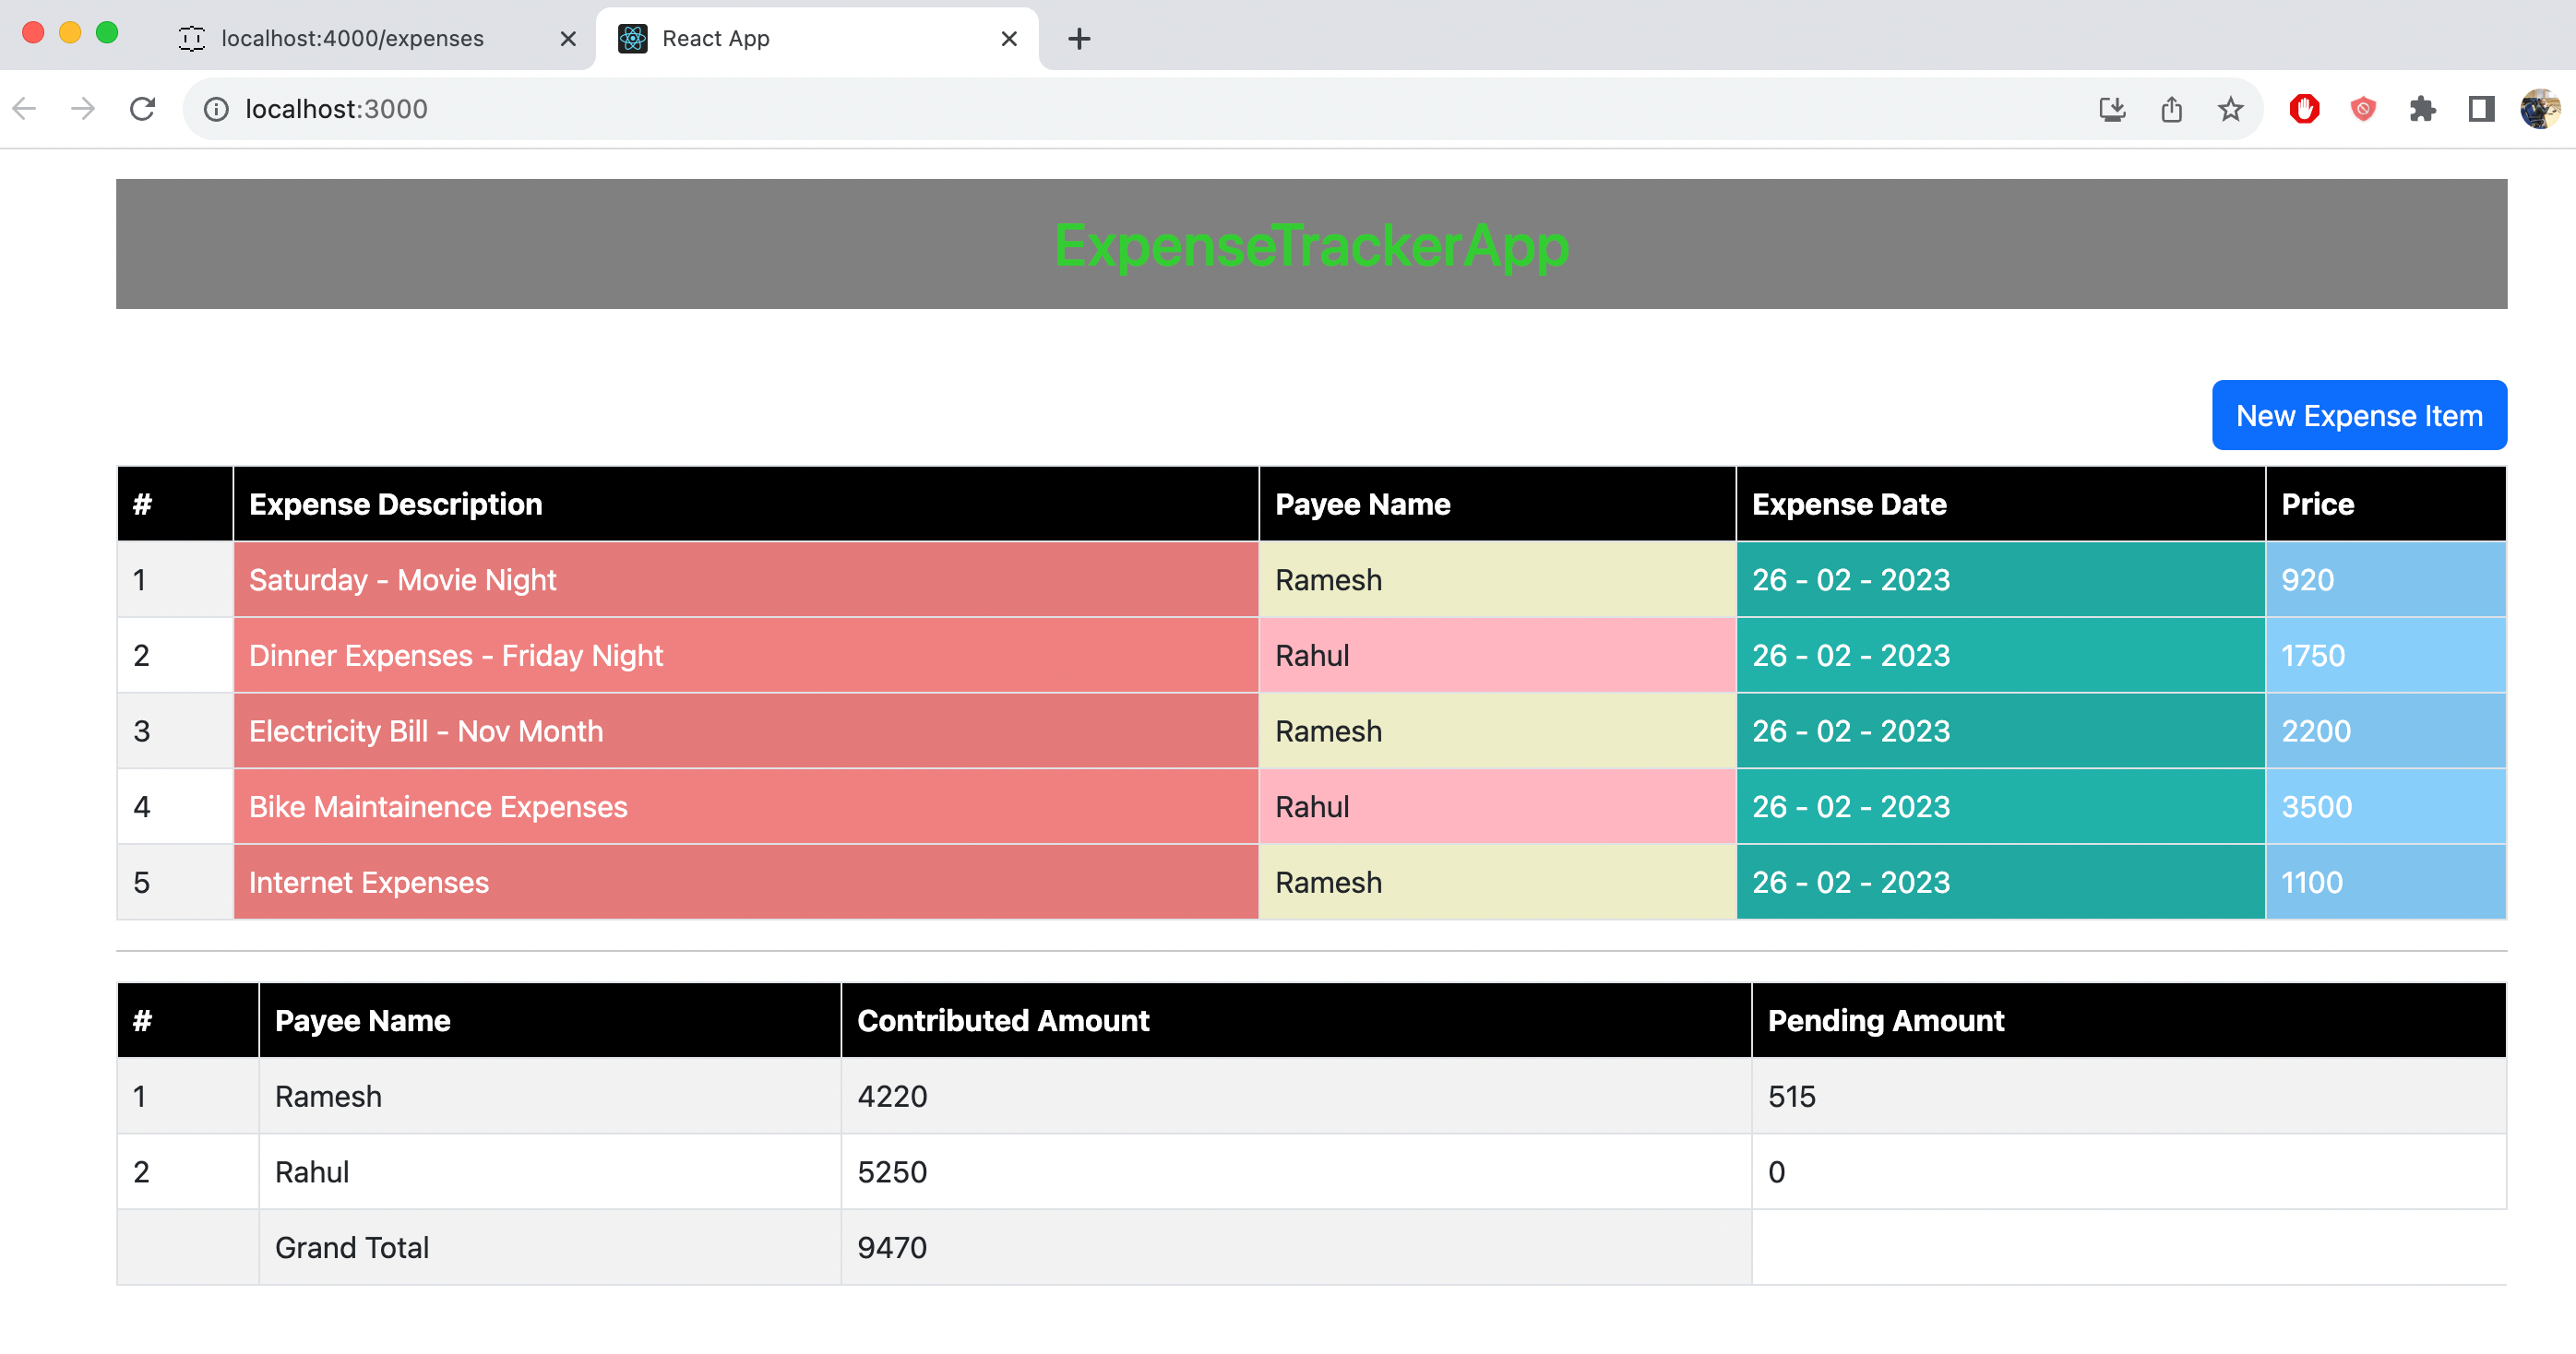 localhost:4000/expenses
React App
localhost:3000
ExpenseTrackerApp
New Expense Item
# Expense Description Payee Name Expense Date Price
1 Saturday - Movie Night Ramesh 26 - 02 - 2023 920
2 Dinner Expenses - Friday Night Rahul 26 - 02 - 2023 1750
3 Electricity Bill - Nov Month Ramesh 26 - 02 - 2023 2200
4 Bike Maintainence Expenses Rahul 26 - 02 - 2023 3500
5 Internet Expenses Ramesh 26 - 02 - 2023 1100
# Payee Name Contributed Amount Pending Amount
1 Ramesh 4220 515
2 Rahul 5250 0
Grand Total 9470